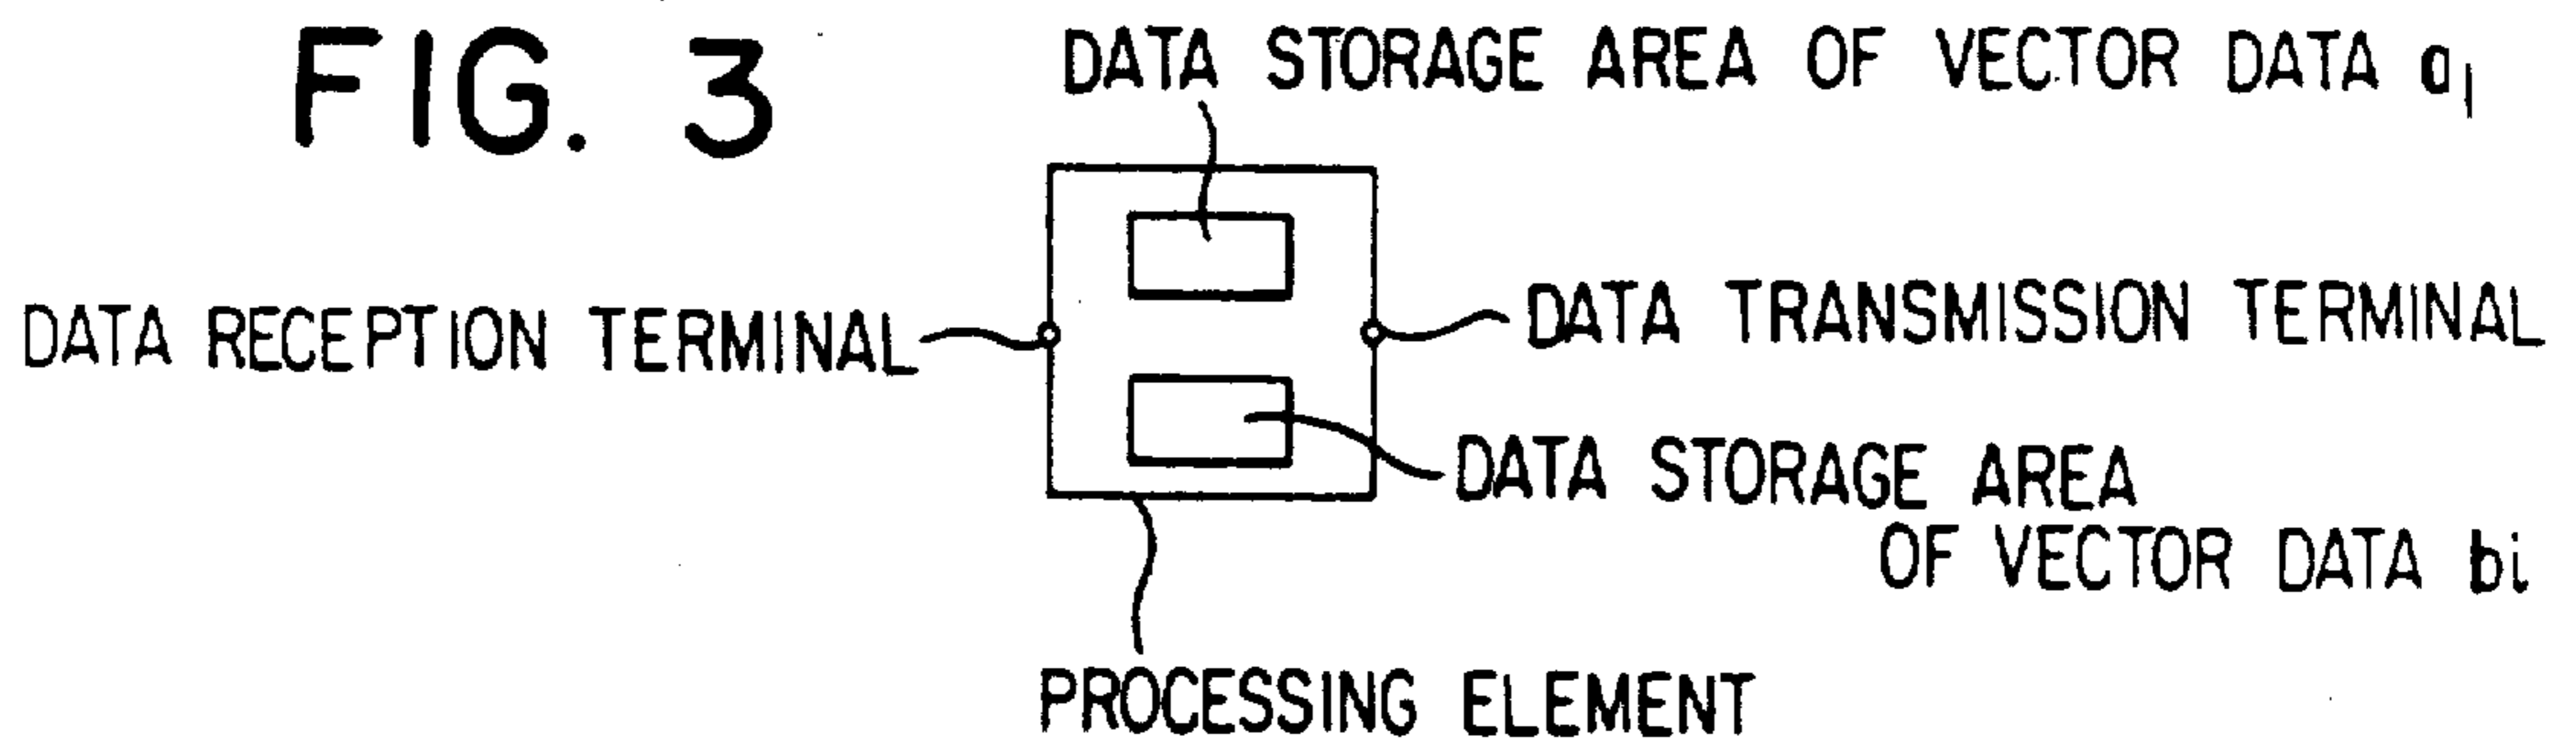 FIG. 3
DATA STORAGE AREA OF VECTOR DATA a₁
DATA RECEPTION TERMINAL
DATA TRANSMISSION TERMINAL
DATA STORAGE AREA
OF VECTOR DATA bi
PROCESSING ELEMENT